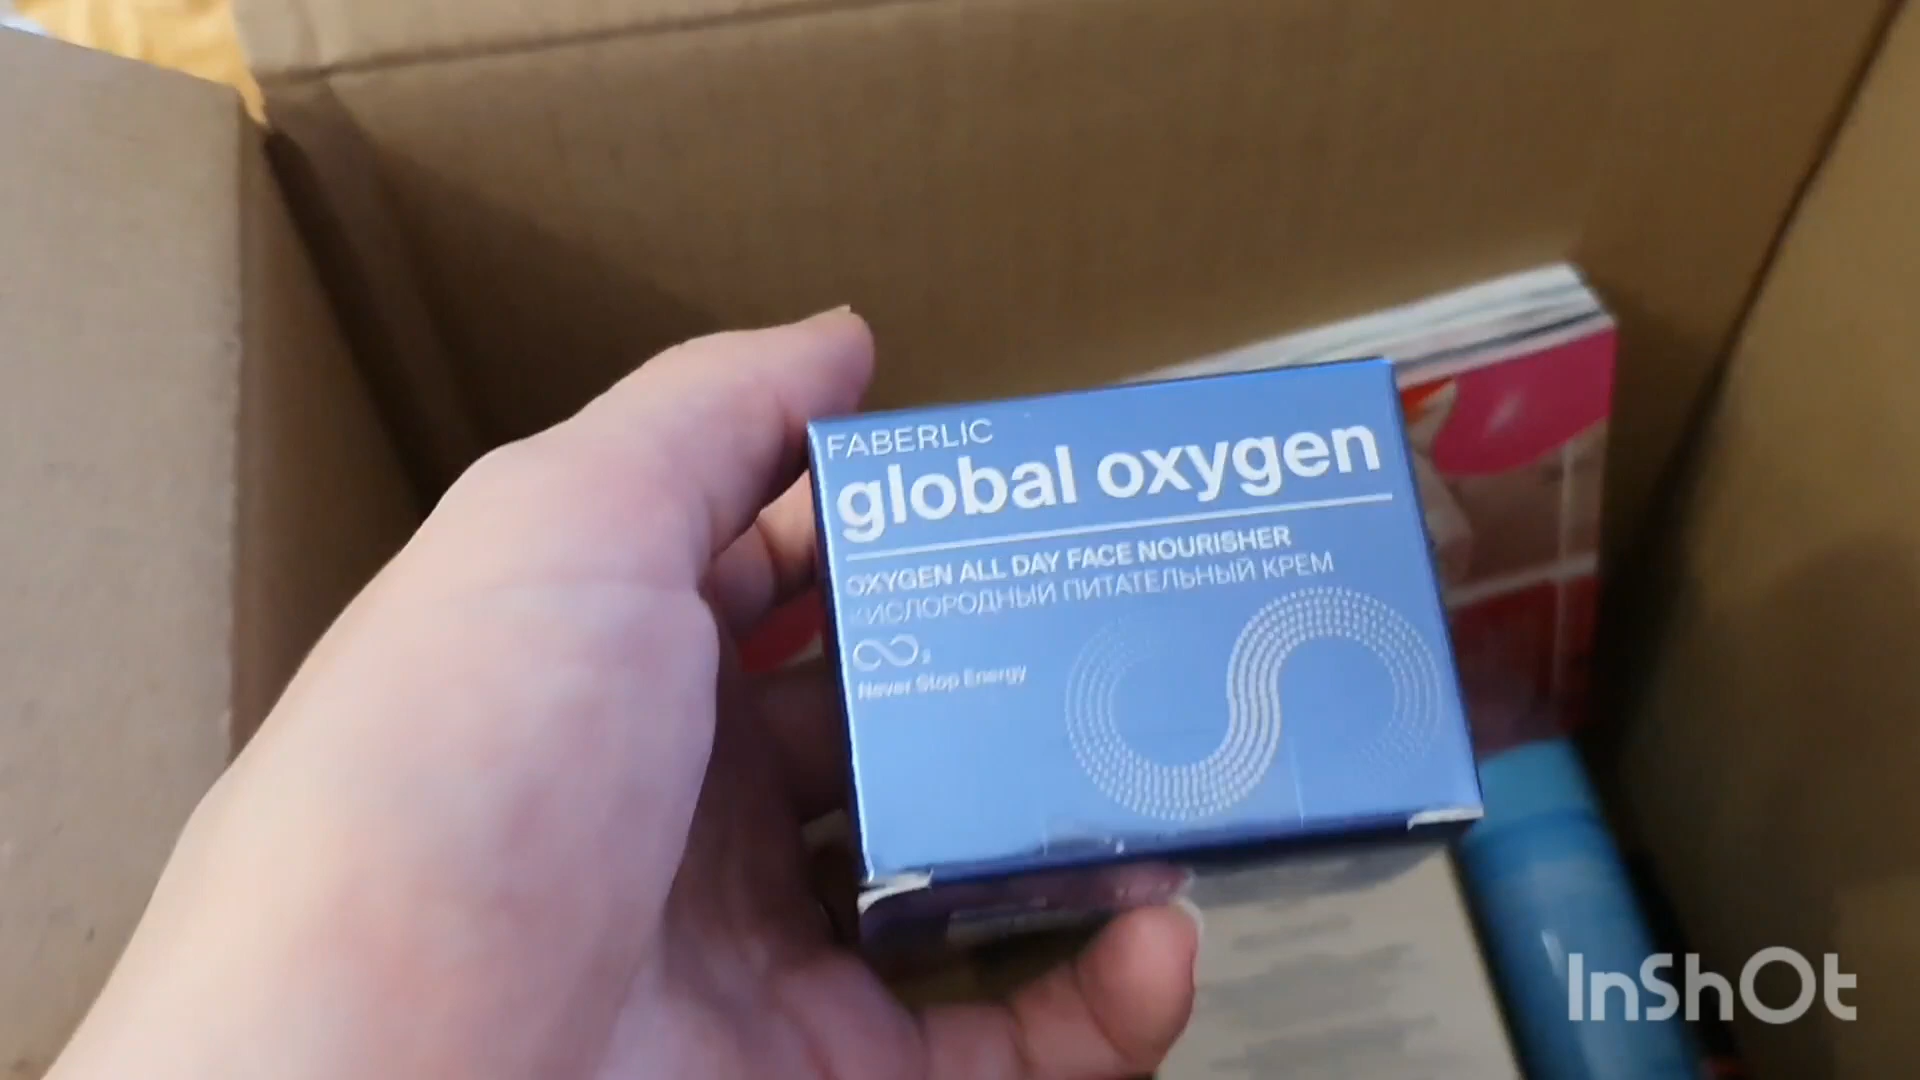 FABERLIC
global oxygen
OXYGEN ALL DAY FACE NOURISHER
КИСЛОРОДНЫЙ ПИТАТЕЛЬНЫЙ КРЕМ
Never Stop Energy
InShOt